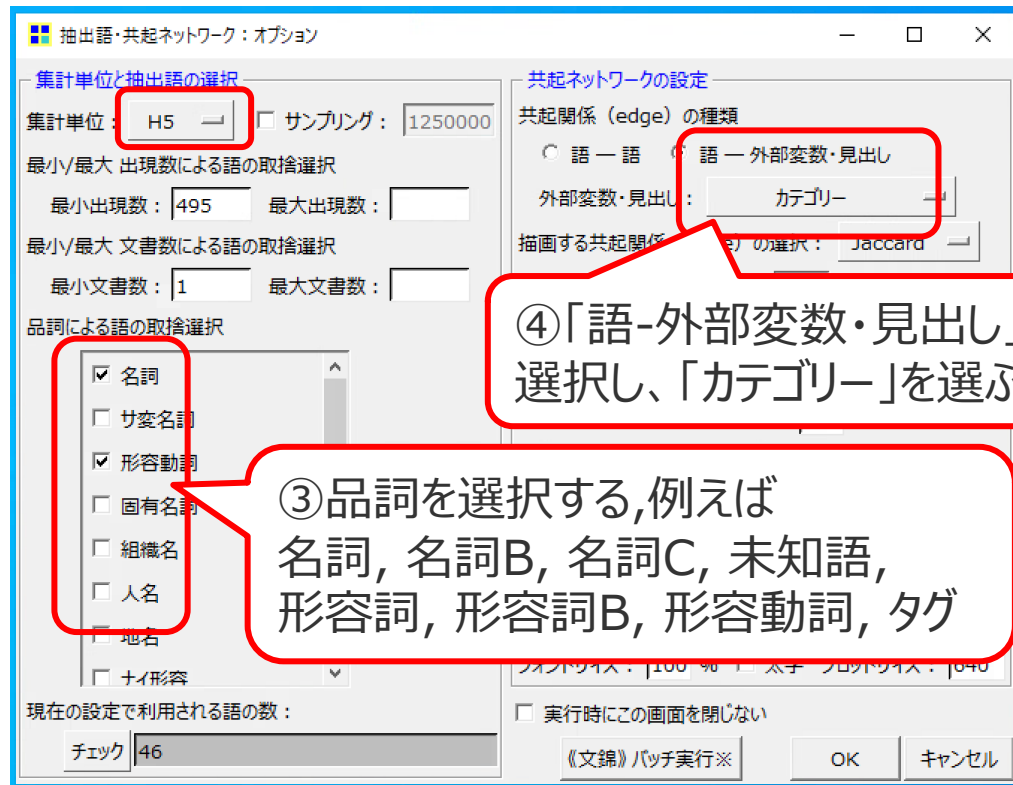 抽出語・共起ネットワーク：オプション
集計単位と抽出語の選択
集計単位： H5 サンプリング： 1250000
最小/最大 出現数による語の取捨選択
最小出現数： 495 最大出現数：
最小/最大 文書数による語の取捨選択
最小文書数： 1 最大文書数：
品詞による語の取捨選択
名詞
サ変名詞
形容動詞
固有名詞
組織名
人名
地名
ナイ形容
現在の設定で利用される語の数：
チェック 46
共起ネットワークの設定
共起関係（edge）の種類
語 ― 語 語 ― 外部変数・見出し
外部変数・見出し： カテゴリー
描画する共起関係 の選択： Jaccard
④「語-外部変数・見出し」
選択し、「カテゴリー」を選ぶ
③品詞を選択する,例えば
名詞, 名詞B, 名詞C, 未知語,
形容詞, 形容詞B, 形容動詞, タグ
フォントサイズ： 100 % 太字 プロットサイズ： 640
実行時にこの画面を閉じない
《文錦》バッチ実行※ OK キャンセル